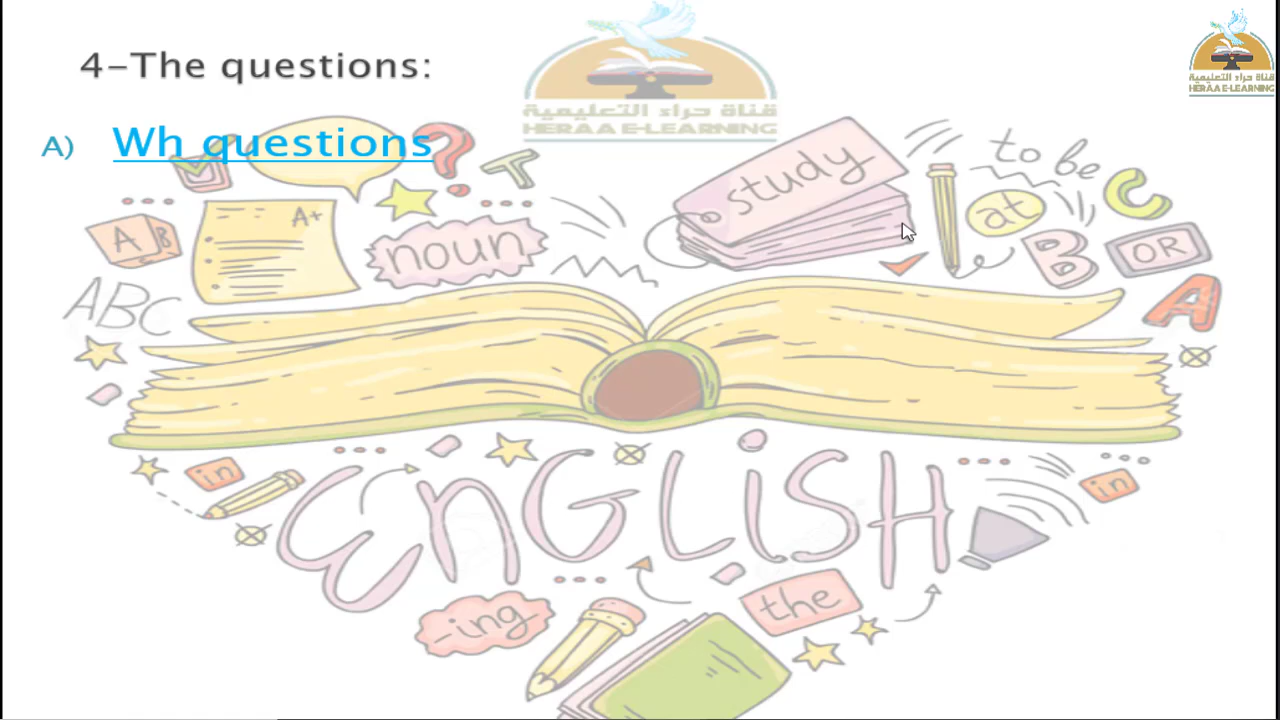 4-The questions:
A) Wh questions
قناة حراء التعليمية
HERAA E-LEARNING
قناة حراء التعليمية
HERAA E-LEARNING
study
to be
C
T
A+
A B
noun
at
B
OR
A
ABC
in
ENGLISH
in
-ing
the